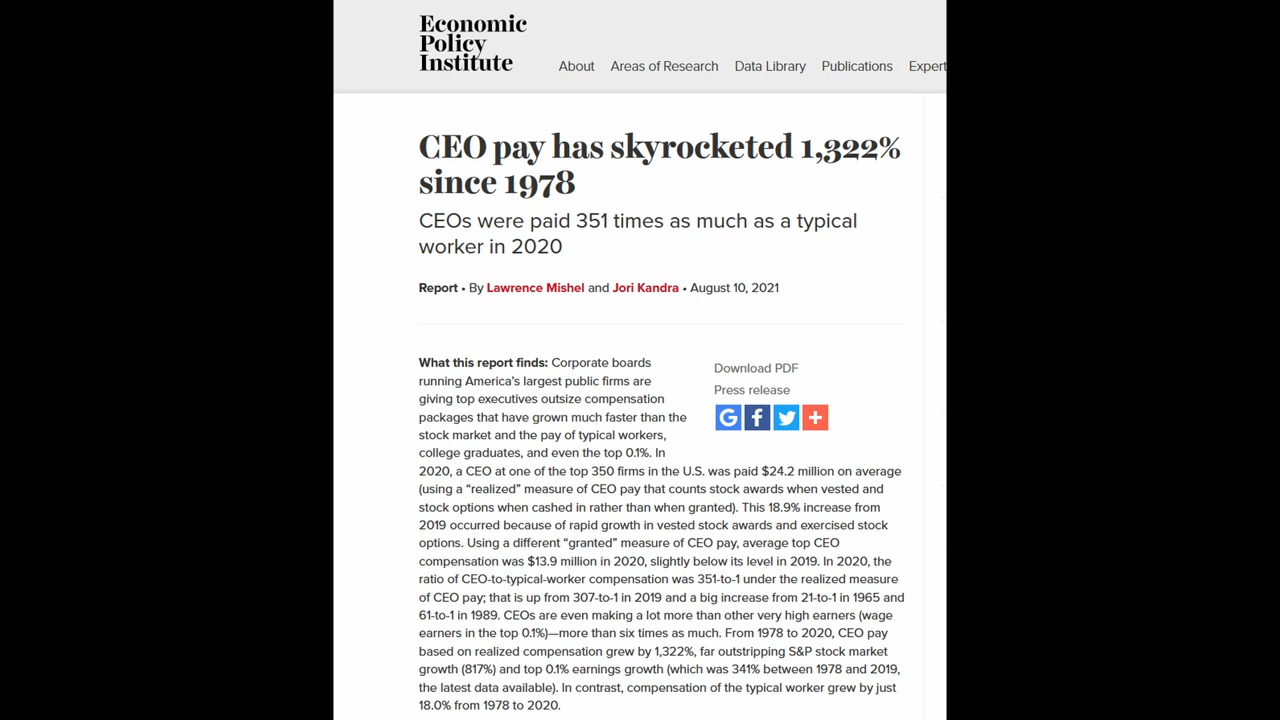 Economic
Policy
Institute
About Areas of Research Data Library Publications Expert
CEO pay has skyrocketed 1,322%
since 1978
CEOs were paid 351 times as much as a typical
worker in 2020
Report • By Lawrence Mishel and Jori Kandra • August 10, 2021
What this report finds: Corporate boards
running America’s largest public firms are
giving top executives outsize compensation
packages that have grown much faster than the
stock market and the pay of typical workers,
college graduates, and even the top 0.1%. In
Download PDF
Press release
2020, a CEO at one of the top 350 firms in the U.S. was paid $24.2 million on average
(using a “realized” measure of CEO pay that counts stock awards when vested and
stock options when cashed in rather than when granted). This 18.9% increase from
2019 occurred because of rapid growth in vested stock awards and exercised stock
options. Using a different “granted” measure of CEO pay, average top CEO
compensation was $13.9 million in 2020, slightly below its level in 2019. In 2020, the
ratio of CEO-to-typical-worker compensation was 351-to-1 under the realized measure
of CEO pay; that is up from 307-to-1 in 2019 and a big increase from 21-to-1 in 1965 and
61-to-1 in 1989. CEOs are even making a lot more than other very high earners (wage
earners in the top 0.1%)—more than six times as much. From 1978 to 2020, CEO pay
based on realized compensation grew by 1,322%, far outstripping S&P stock market
growth (817%) and top 0.1% earnings growth (which was 341% between 1978 and 2019,
the latest data available). In contrast, compensation of the typical worker grew by just
18.0% from 1978 to 2020.